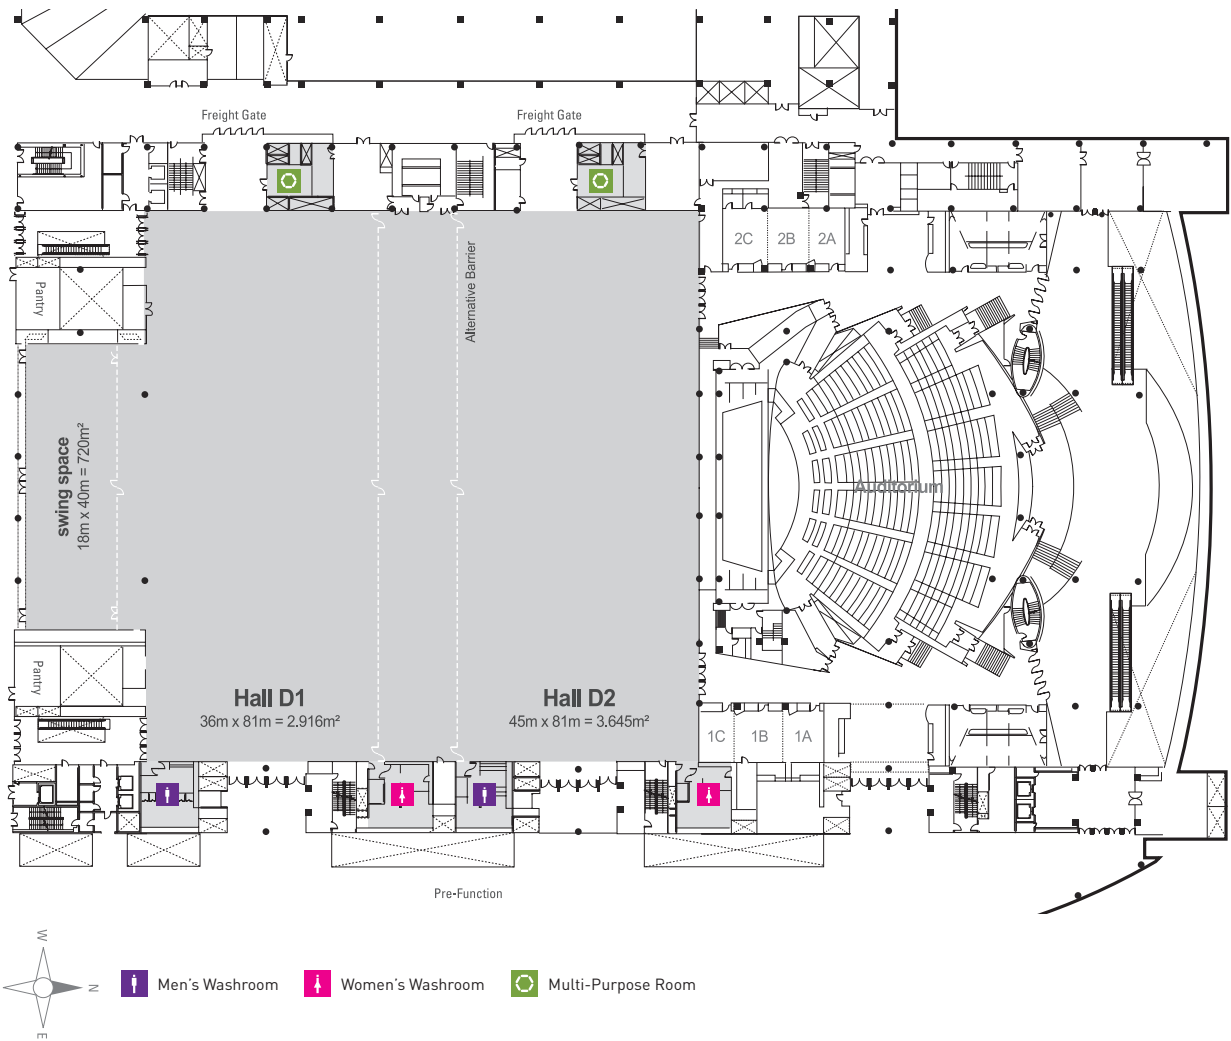 Freight Gate
Freight Gate
2C
2B
2A
Alternative Barrier
Pantry
swing space
18m x 40m = 720m²
Auditorium
Pantry
Hall D1
36m x 81m = 2.916m²
Hall D2
45m x 81m = 3.645m²
1C
1B
1A
Pre-Function
W
N
E
Men's Washroom
Women's Washroom
Multi-Purpose Room